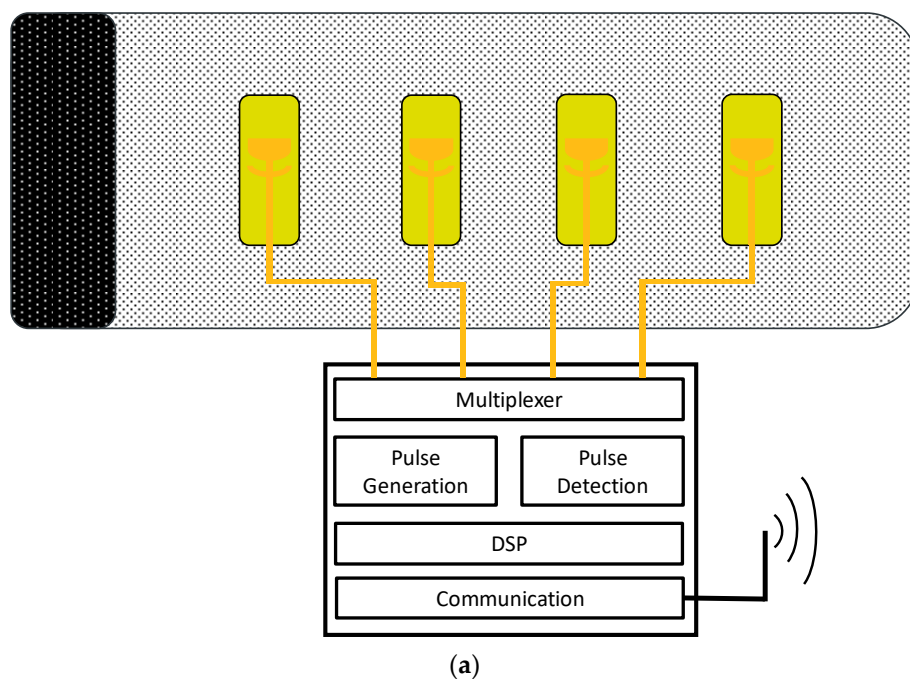 Multiplexer
Pulse
Generation
Pulse
Detection
DSP
Communication
(a)